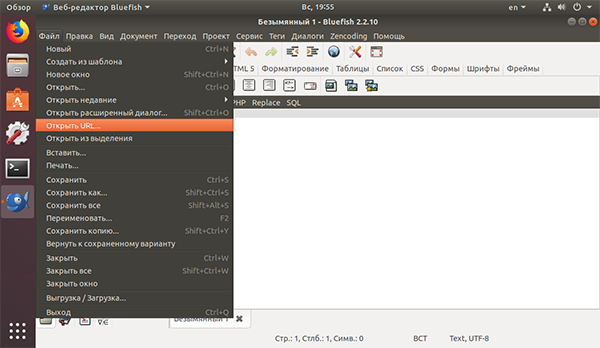 Обзор Веб-редактор Bluefish Вс, 19:55 en
Безымянный 1 - Bluefish 2.2.10
Файл Правка Вид Документ Переход Проект Сервис Теги Диалоги Zencoding Помощь
Новый Ctrl+N
Создать из шаблона
Новое окно Shift+Ctrl+N
Открыть... Ctrl+O
Открыть недавние
Открыть расширенный диалог... Shift+Ctrl+O
Открыть URL...
Открыть из выделения
Вставить...
Печать...
Сохранить Ctrl+S
Сохранить как... Shift+Ctrl+S
Сохранить все Shift+Alt+S
Переименовать... F2
Сохранить копию... Shift+Ctrl+Y
Вернуть к сохраненному варианту
Закрыть Ctrl+W
Закрыть все Shift+Ctrl+W
Закрыть окно
Выгрузка / Загрузка...
Выход Ctrl+Q
TML 5 Форматирование Таблицы Список CSS Формы Шрифты Фреймы
PHP Replace SQL
Безымянный 1
Стр.: 1, Стлб.: 1, Симв.: 0 ВСТ Text, UTF-8